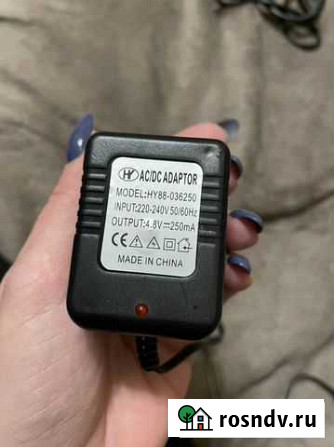 HY AC/DC ADAPTOR
MODEL:HY88-036250
INPUT:220-240V 50/60Hz
OUTPUT:4.8V⎓250mA
CE
MADE IN CHINA
rosndv.ru